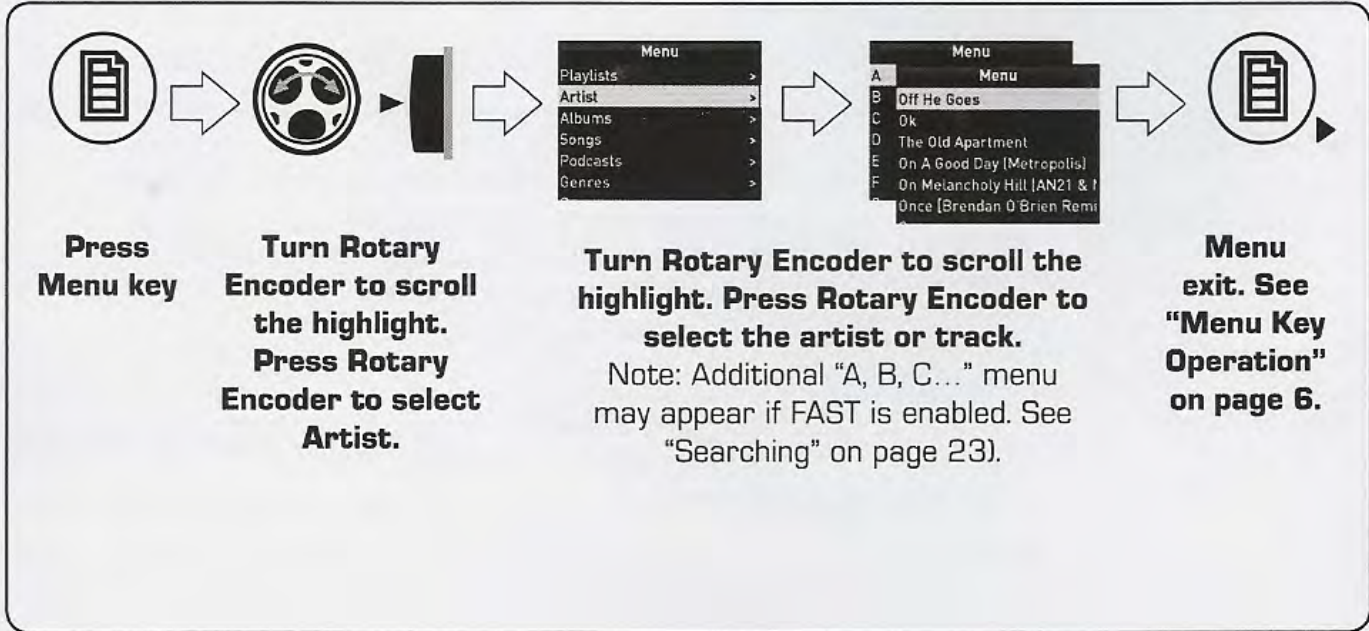 Menu
Playlists >
Artist >
Albums >
Songs >
Podcasts >
Genres >
Menu
A
B
C
D
E
F
Menu
Off He Goes
Ok
The Old Apartment
On A Good Day (Metropolis)
On Melancholy Hill [AN21 &
Once [Brendan O'Brien Remi
Press
Menu key
Turn Rotary
Encoder to scroll
the highlight.
Press Rotary
Encoder to select
Artist.
Turn Rotary Encoder to scroll the
highlight. Press Rotary Encoder to
select the artist or track.
Note: Additional “A, B, C...” menu
may appear if FAST is enabled. See
“Searching” on page 23).
Menu
exit. See
“Menu Key
Operation”
on page 6.